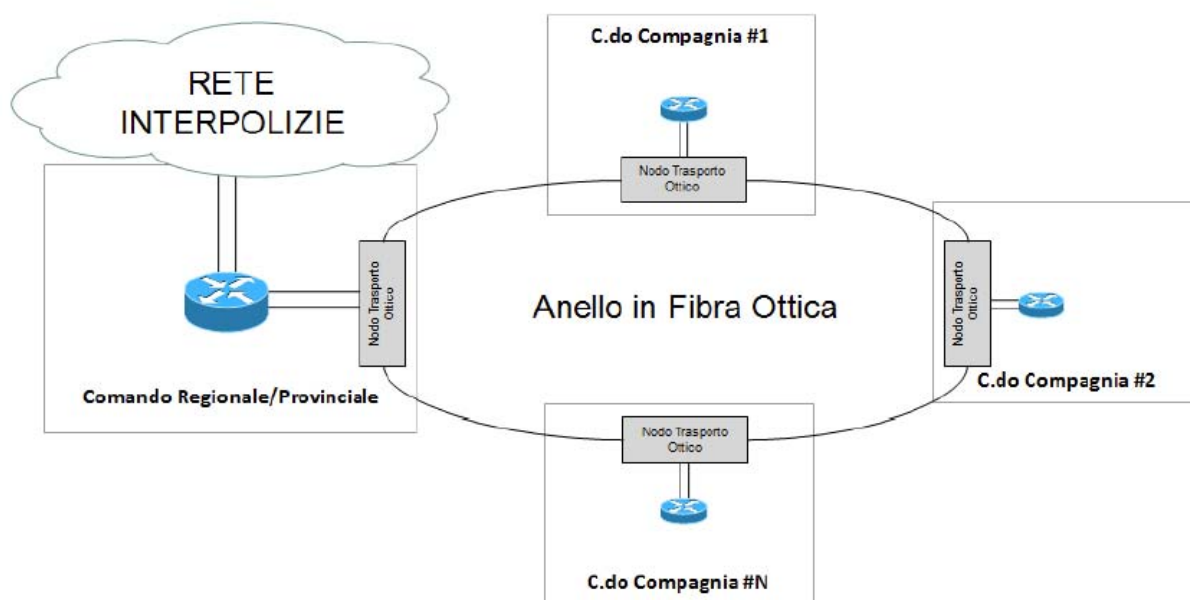 C.do Compagnia #1
RETE
INTERPOLIZIE
Nodo Trasporto
Ottico
Nodo Trasporto
Ottico
Nodo Trasporto
Ottico
Anello in Fibra Ottica
Comando Regionale/Provinciale
C.do Compagnia #2
Nodo Trasporto
Ottico
C.do Compagnia #N